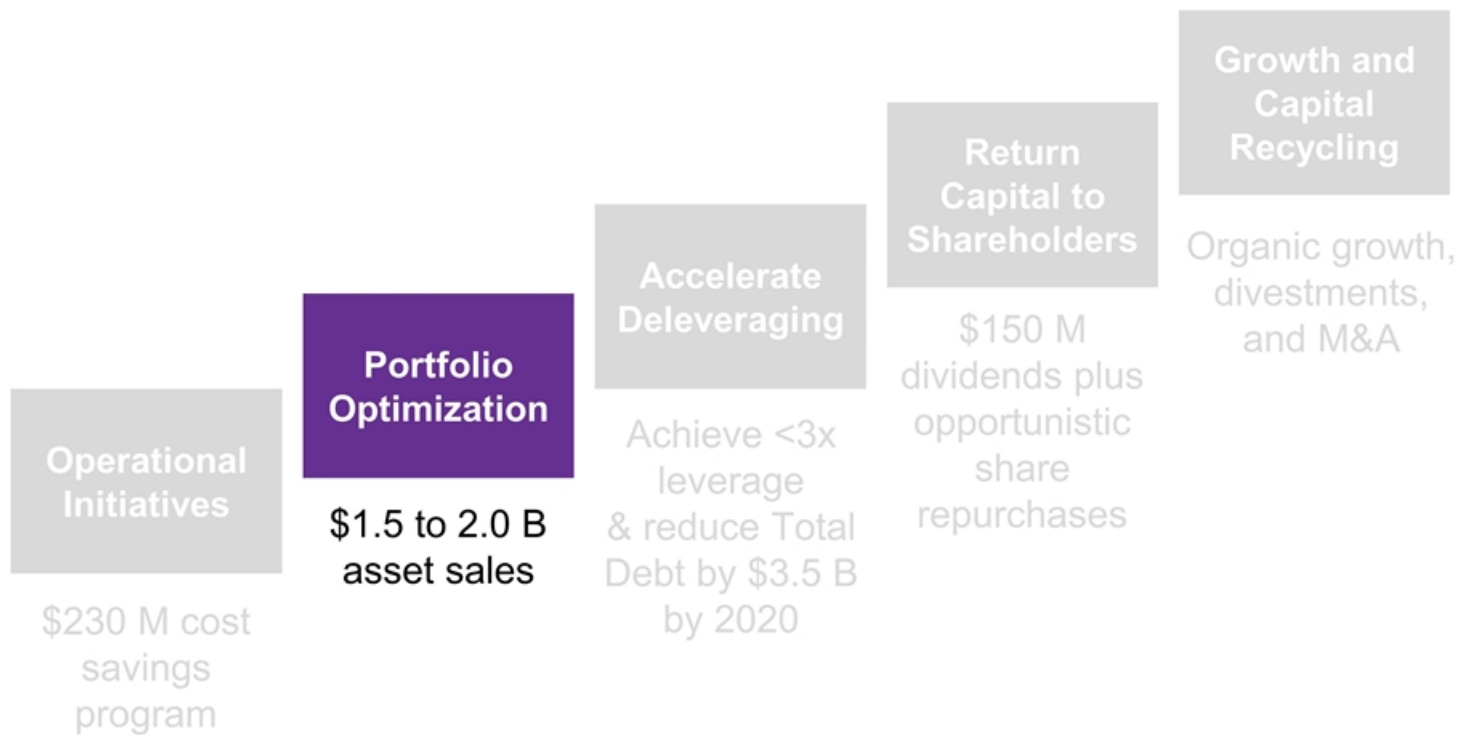 Operational
Initiatives
$230 M cost
savings
program
Portfolio
Optimization
$1.5 to 2.0 B
asset sales
Accelerate
Deleveraging
Achieve <3x
leverage
& reduce Total
Debt by $3.5 B
by 2020
Return
Capital to
Shareholders
$150 M
dividends plus
opportunistic
share
repurchases
Growth and
Capital
Recycling
Organic growth,
divestments,
and M&A